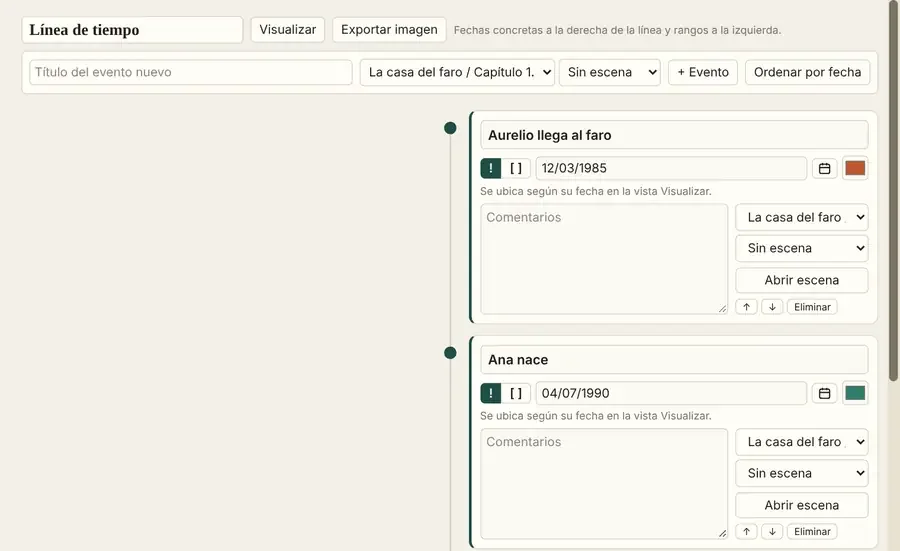 Línea de tiempo Visualizar Exportar imagen Fechas concretas a la derecha de la línea y rangos a la izquierda.
Título del evento nuevo La casa del faro / Capítulo 1. Sin escena + Evento Ordenar por fecha
Aurelio llega al faro
! [ ] 12/03/1985
Se ubica según su fecha en la vista Visualizar.
Comentarios La casa del faro
Sin escena
Abrir escena
↑ ↓ Eliminar
Ana nace
! [ ] 04/07/1990
Se ubica según su fecha en la vista Visualizar.
Comentarios La casa del faro
Sin escena
Abrir escena
↑ ↓ Eliminar